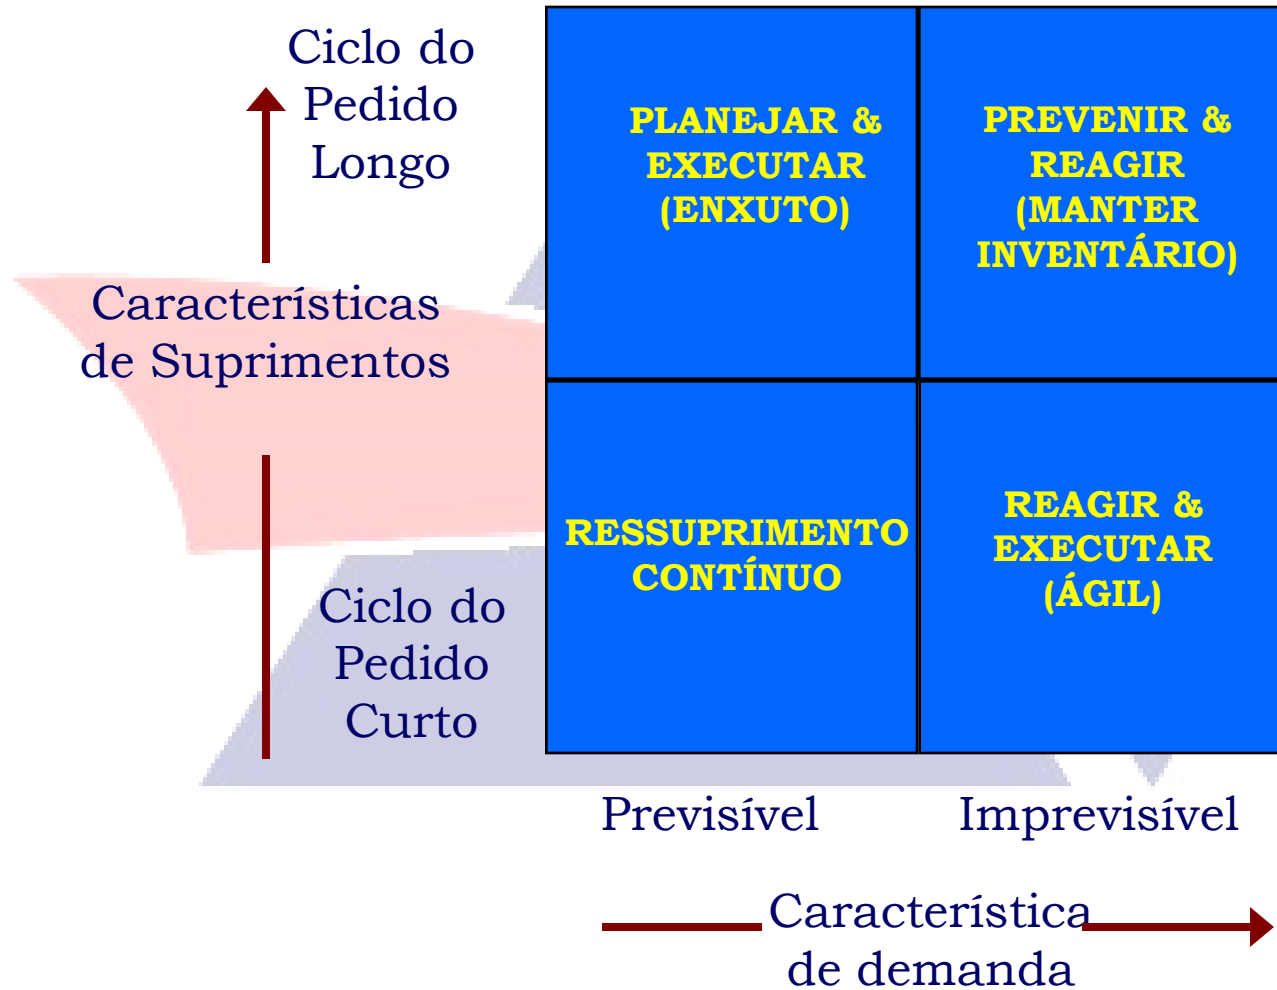 Ciclo do
Pedido
Longo
PLANEJAR &
EXECUTAR
(ENXUTO)
PREVENIR &
REAGIR
(MANTER
INVENTÁRIO)
Características
de Suprimentos
RESSUPRIMENTO
CONTÍNUO
REAGIR &
EXECUTAR
(ÁGIL)
Ciclo do
Pedido
Curto
Previsível
Imprevisível
Característica
de demanda